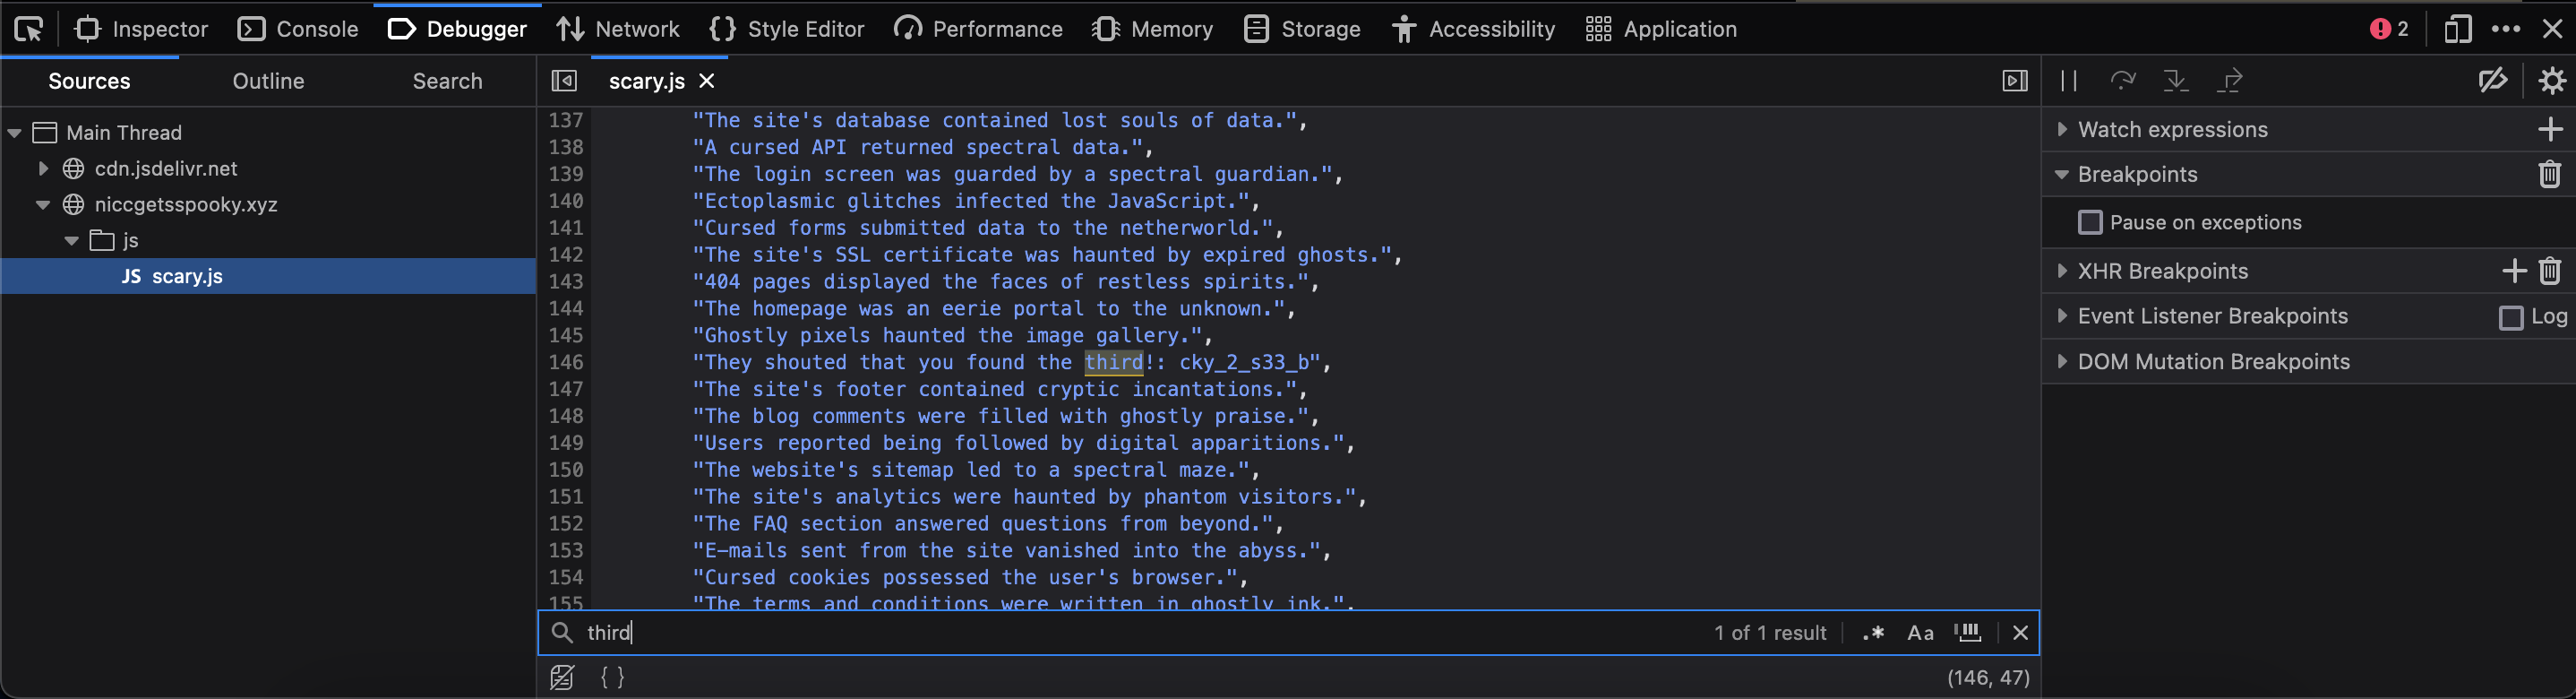 Inspector Console Debugger Network {} Style Editor Performance Memory Storage Accessibility Application 2
Sources Outline Search
scary.js
Main Thread
cdn.jsdelivr.net
niccgetsspooky.xyz
js
JS scary.js
137 "The site's database contained lost souls of data.",
138 "A cursed API returned spectral data.",
139 "The login screen was guarded by a spectral guardian.",
140 "Ectoplasmic glitches infected the JavaScript.",
141 "Cursed forms submitted data to the netherworld.",
142 "The site's SSL certificate was haunted by expired ghosts.",
143 "404 pages displayed the faces of restless spirits.",
144 "The homepage was an eerie portal to the unknown.",
145 "Ghostly pixels haunted the image gallery.",
146 "They shouted that you found the third!: cky_2_s33_b",
147 "The site's footer contained cryptic incantations.",
148 "The blog comments were filled with ghostly praise.",
149 "Users reported being followed by digital apparitions.",
150 "The website's sitemap led to a spectral maze.",
151 "The site's analytics were haunted by phantom visitors.",
152 "The FAQ section answered questions from beyond.",
153 "E-mails sent from the site vanished into the abyss.",
154 "Cursed cookies possessed the user's browser.",
155 "The terms and conditions were written in ghostly ink.",
third 1 of 1 result .* Aa
{ } (146, 47)
Watch expressions
Breakpoints
Pause on exceptions
XHR Breakpoints
Event Listener Breakpoints Log
DOM Mutation Breakpoints